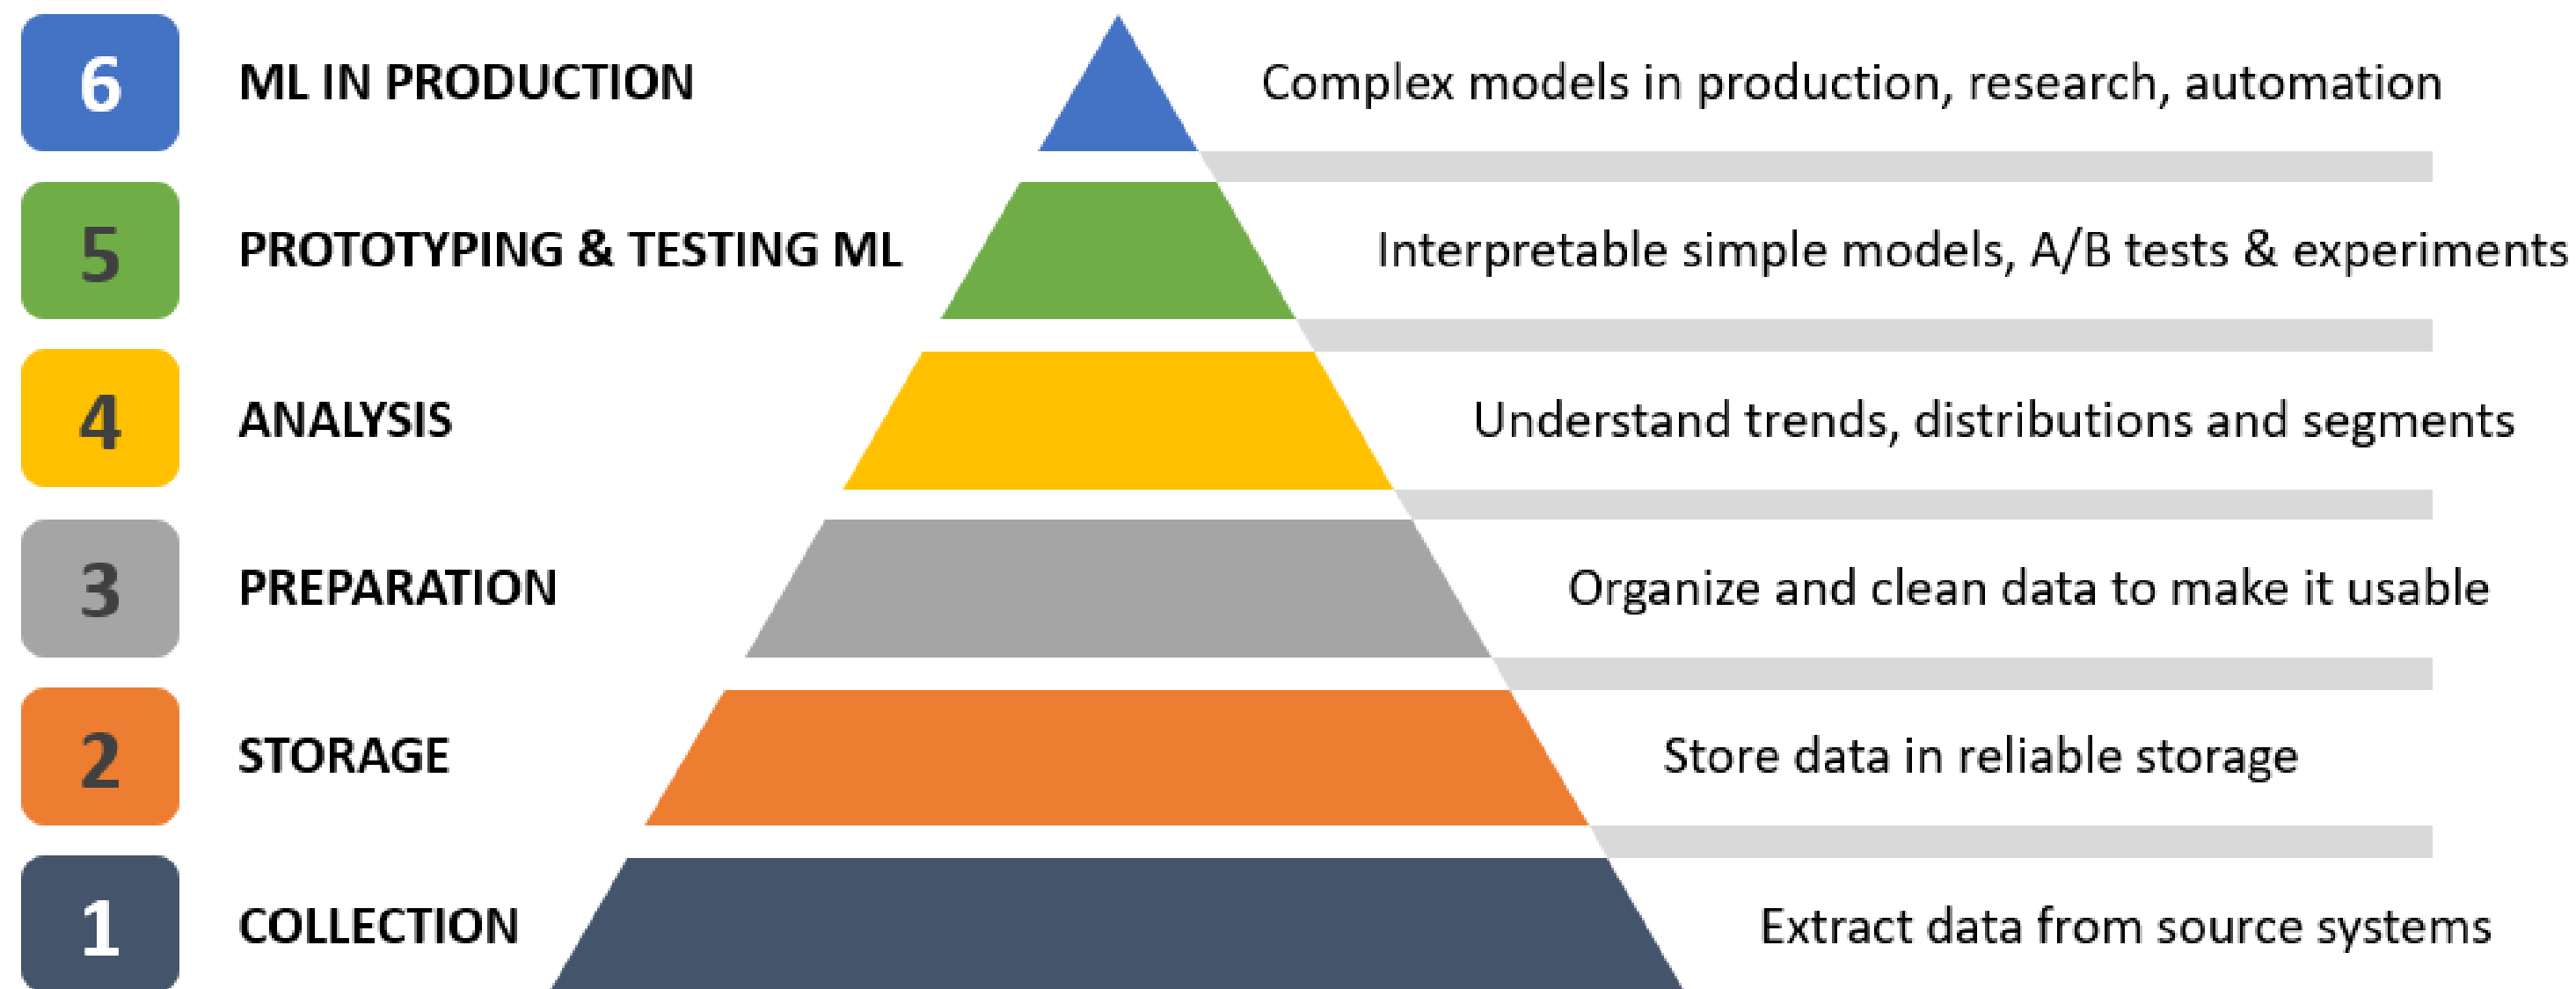 6
ML IN PRODUCTION
Complex models in production, research, automation
5
PROTOTYPING & TESTING ML
Interpretable simple models, A/B tests & experiments
4
ANALYSIS
Understand trends, distributions and segments
3
PREPARATION
Organize and clean data to make it usable
2
STORAGE
Store data in reliable storage
1
COLLECTION
Extract data from source systems